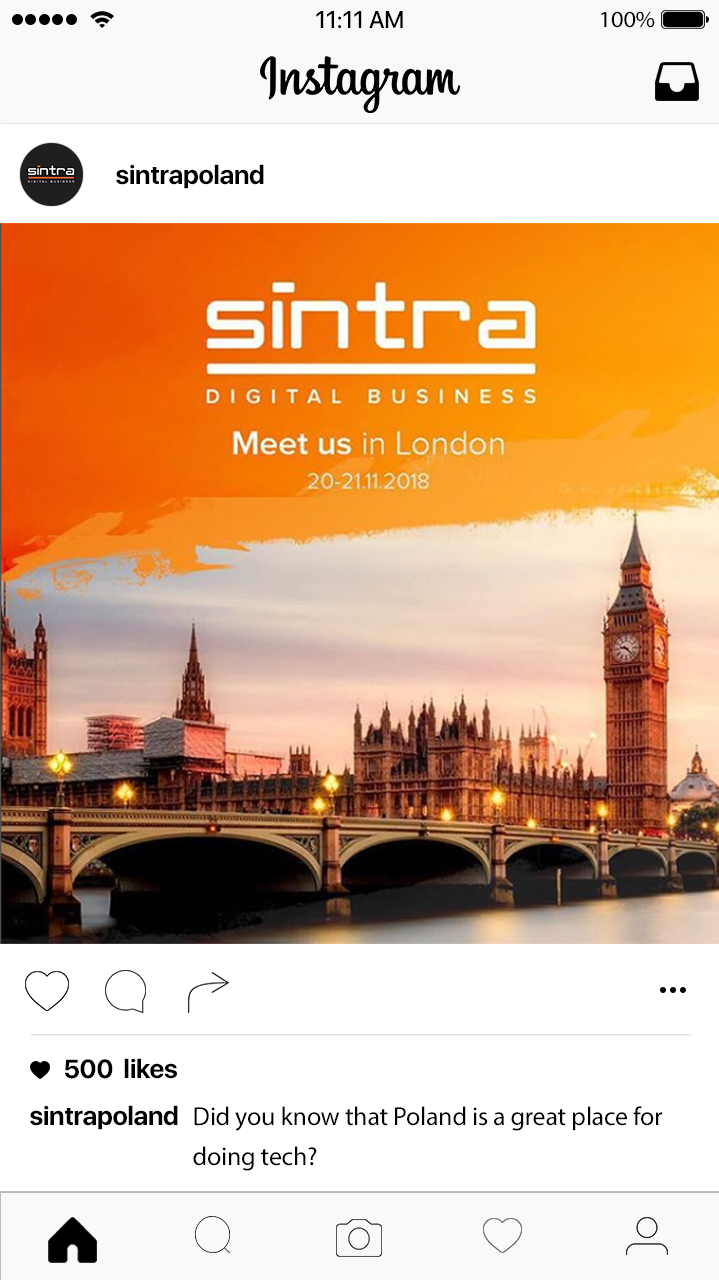 11:11 AM
100%
Instagram
sintra
DIGITAL BUSINESS
sintrapoland
sintra
DIGITAL BUSINESS
Meet us in London
20-21.11.2018
500 likes
sintrapoland Did you know that Poland is a great place for
doing tech?